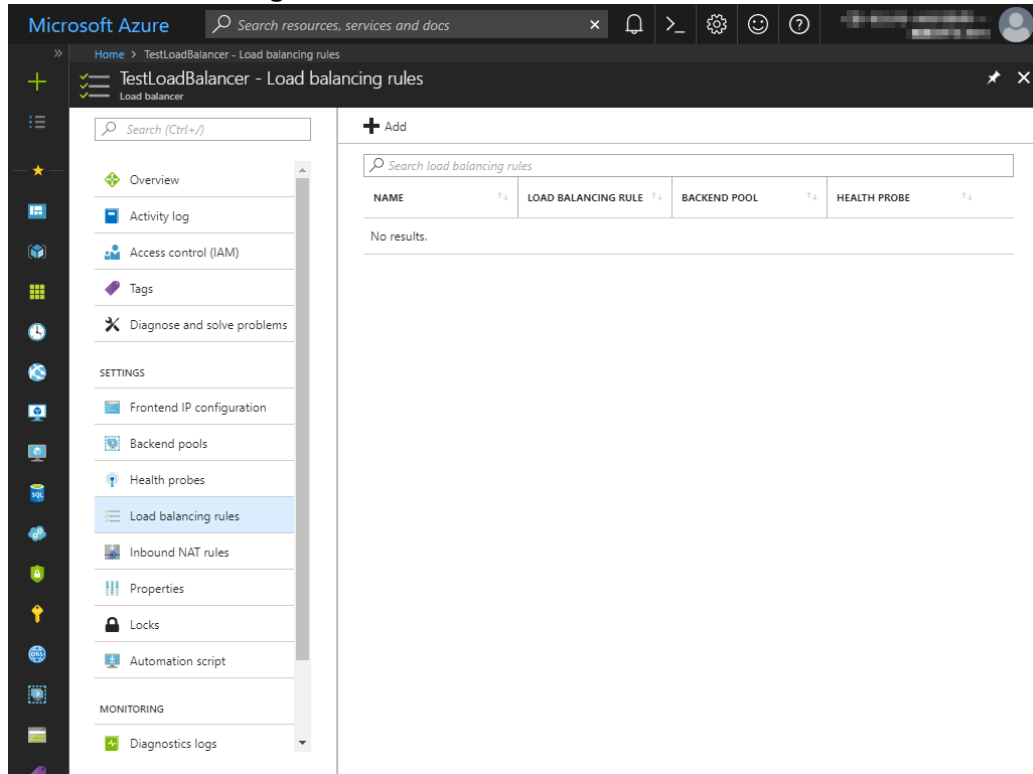 Microsoft Azure
Search resources, services and docs
Home > TestLoadBalancer - Load balancing rules
TestLoadBalancer - Load balancing rules
Load balancer
Search (Ctrl+/)
Overview
Activity log
Access control (IAM)
Tags
Diagnose and solve problems
SETTINGS
Frontend IP configuration
Backend pools
Health probes
Load balancing rules
Inbound NAT rules
Properties
Locks
Automation script
MONITORING
Diagnostics logs
Add
Search load balancing rules
NAME LOAD BALANCING RULE BACKEND POOL HEALTH PROBE
No results.
SQL
DNS